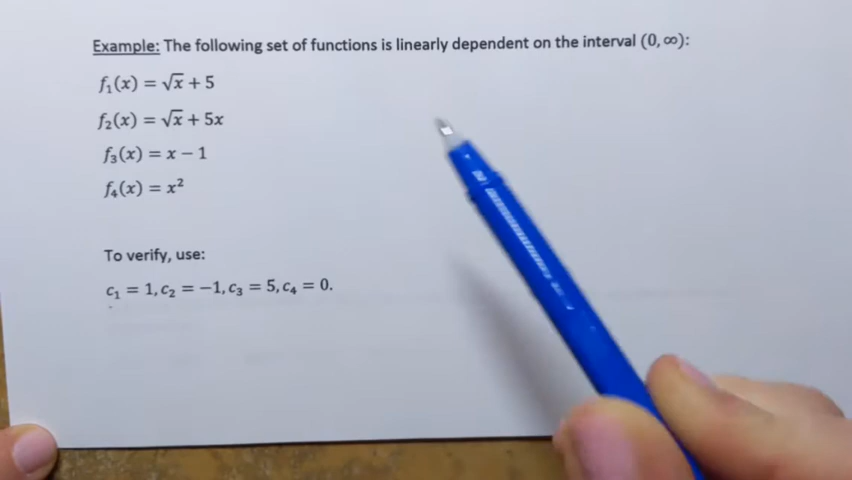 Example: The following set of functions is linearly dependent on the interval (0, ∞):
f₁(x) = √x + 5
f₂(x) = √x + 5x
f₃(x) = x − 1
f₄(x) = x²
To verify, use:
c₁ = 1, c₂ = −1, c₃ = 5, c₄ = 0.